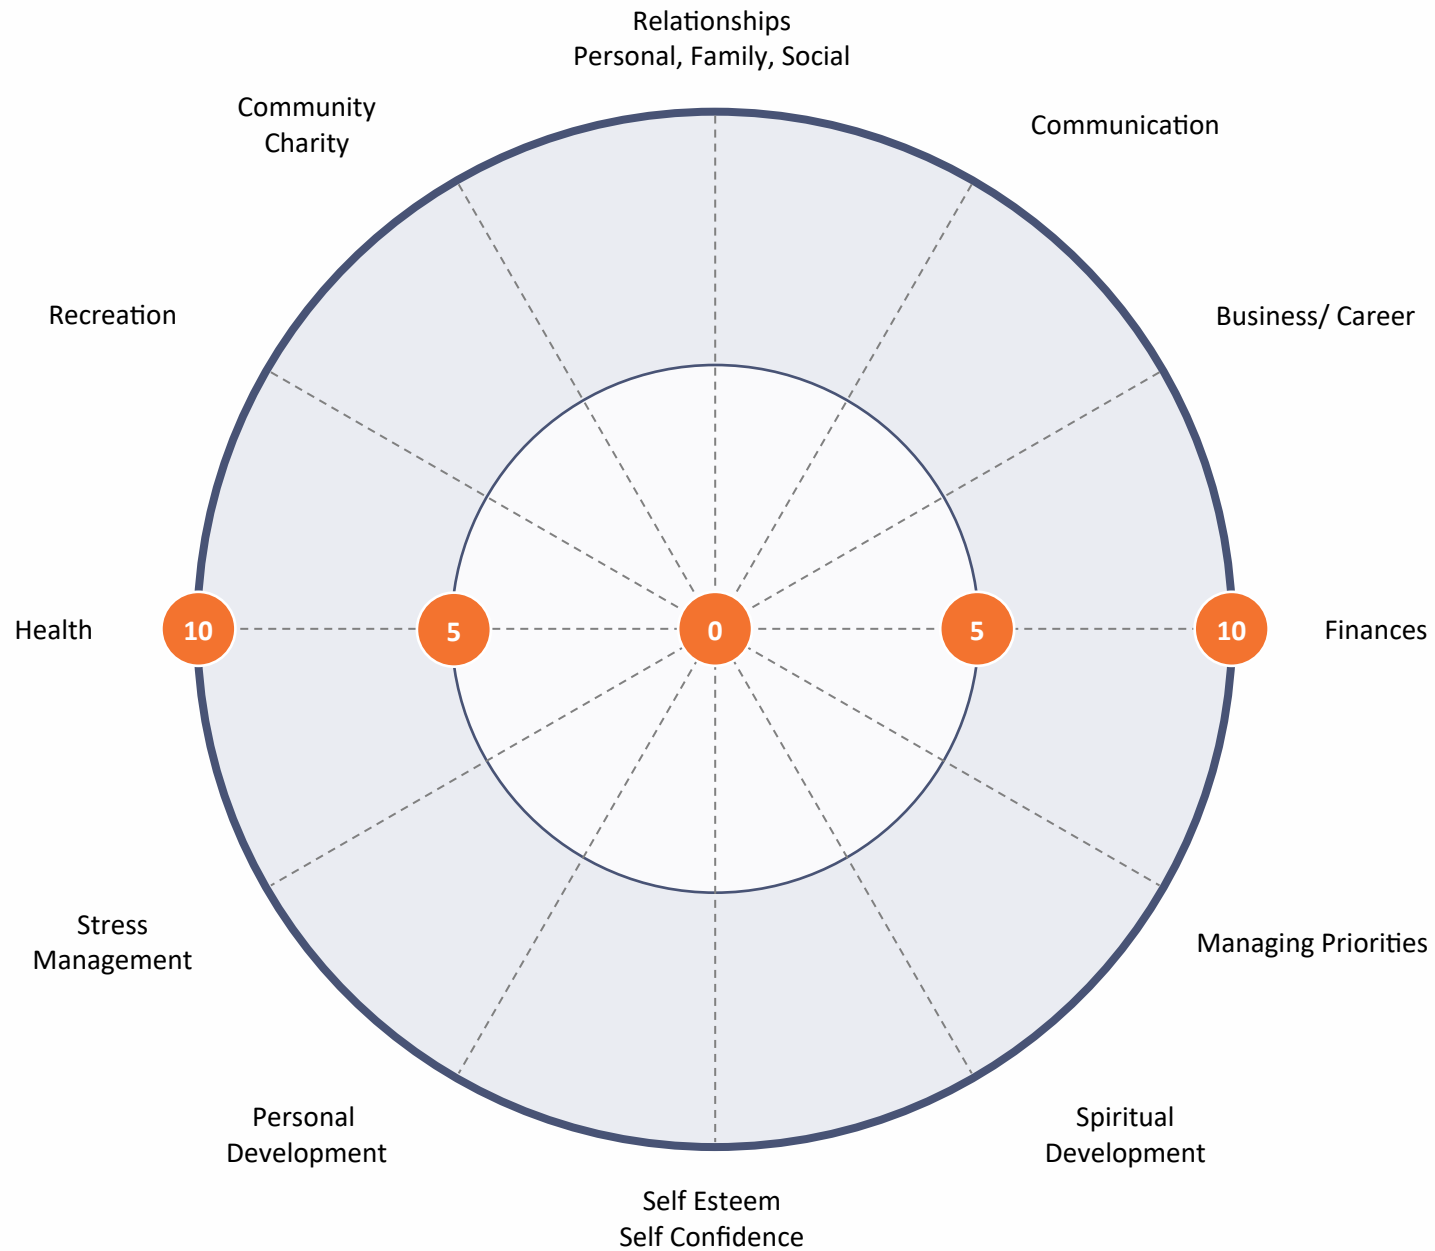 Relationships
Personal, Family, Social
Community
Charity
Communication
Recreation
Business/ Career
Health
10
5
0
5
10
Finances
Stress
Management
Managing Priorities
Personal
Development
Spiritual
Development
Self Esteem
Self Confidence